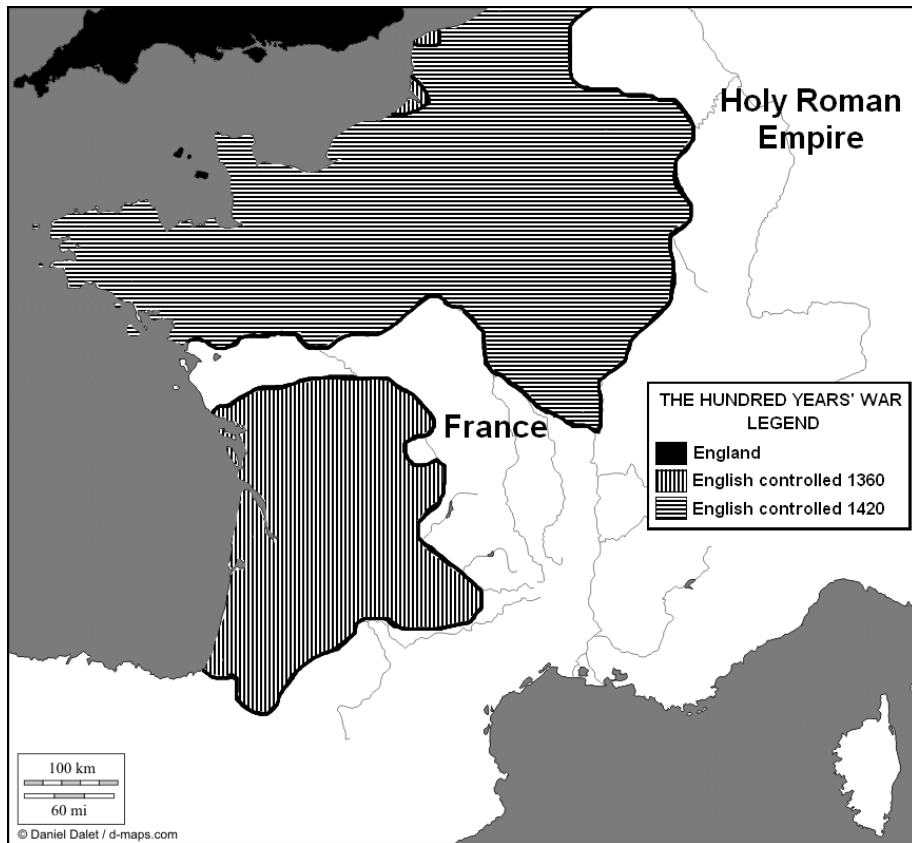 Holy Roman
Empire
France
THE HUNDRED YEARS' WAR
LEGEND
England
English controlled 1360
English controlled 1420
100 km
60 mi
© Daniel Dalet / d-maps.com